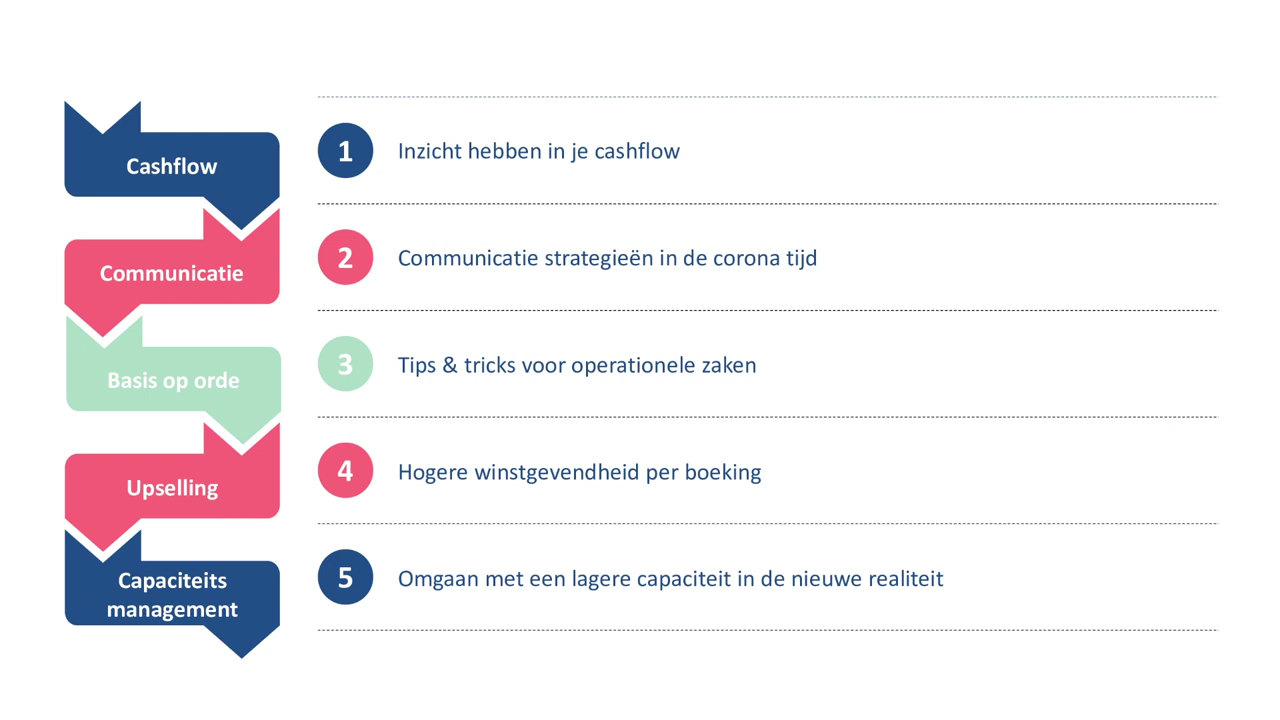 Cashflow
1
Inzicht hebben in je cashflow
Communicatie
2
Communicatie strategieën in de corona tijd
Basis op orde
3
Tips & tricks voor operationele zaken
Upselling
4
Hogere winstgevendheid per boeking
Capaciteits
management
5
Omgaan met een lagere capaciteit in de nieuwe realiteit